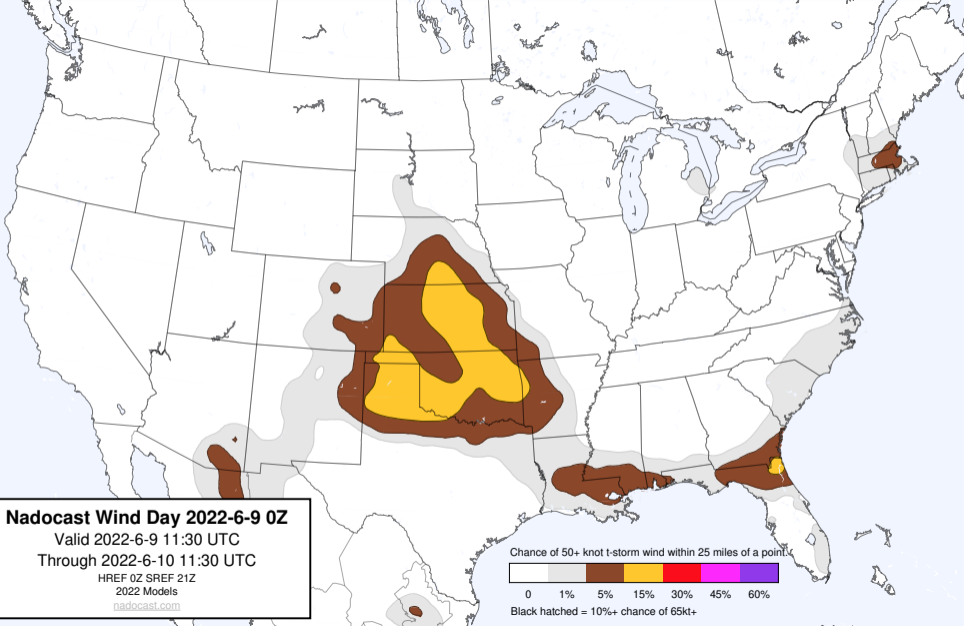 Nadocast Wind Day 2022-6-9 0Z
Valid 2022-6-9 11:30 UTC
Through 2022-6-10 11:30 UTC
HREF 0Z SREF 21Z
2022 Models
nadocast.com
Chance of 50+ knot t-storm wind within 25 miles of a point.
0 1% 5% 15% 30% 45% 60%
Black hatched = 10%+ chance of 65kt+